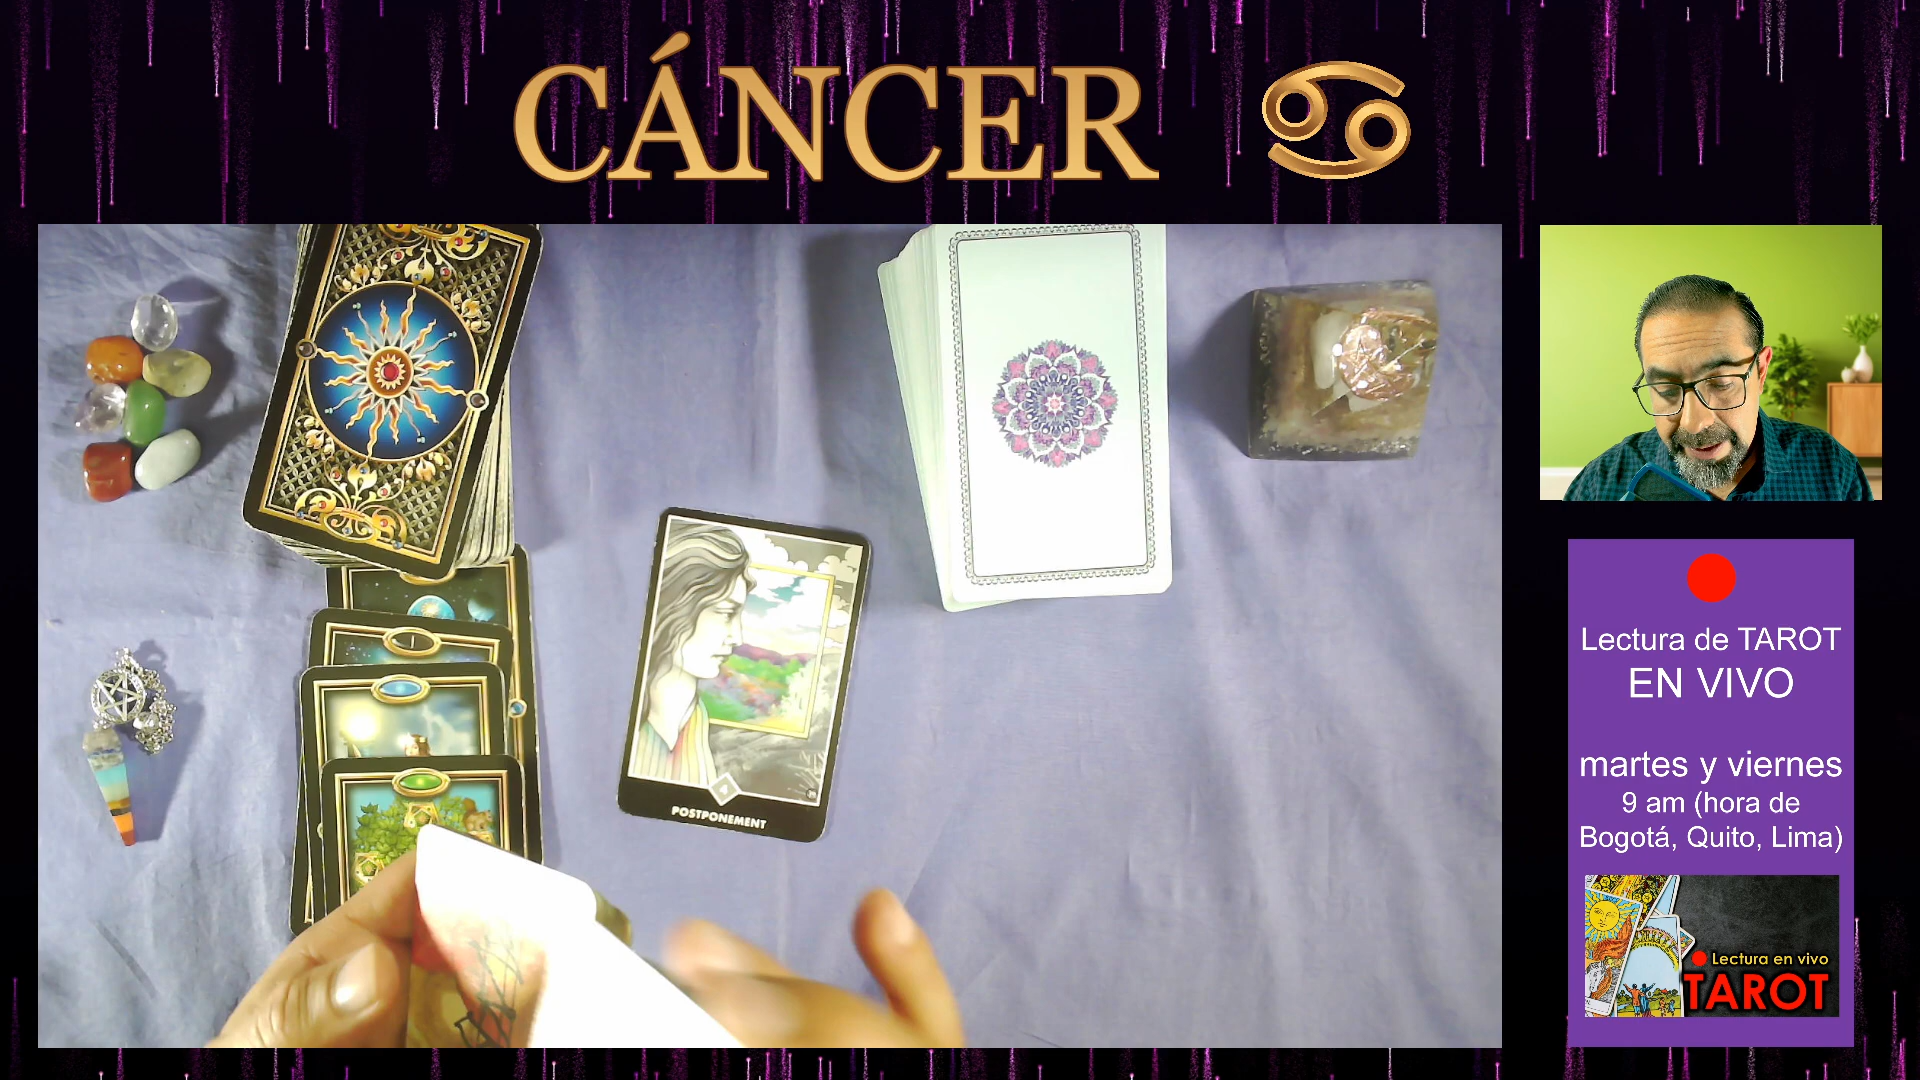 CÁNCER
4
POSTPONEMENT
Lectura de TAROT
EN VIVO
martes y viernes
9 am (hora de
Bogotá, Quito, Lima)
Lectura en vivo
TAROT